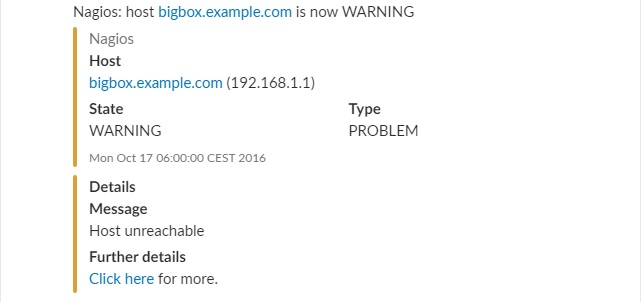 Nagios: host bigbox.example.com is now WARNING
Nagios
Host
bigbox.example.com (192.168.1.1)
State Type
WARNING PROBLEM
Mon Oct 17 06:00:00 CEST 2016
Details
Message
Host unreachable
Further details
Click here for more.